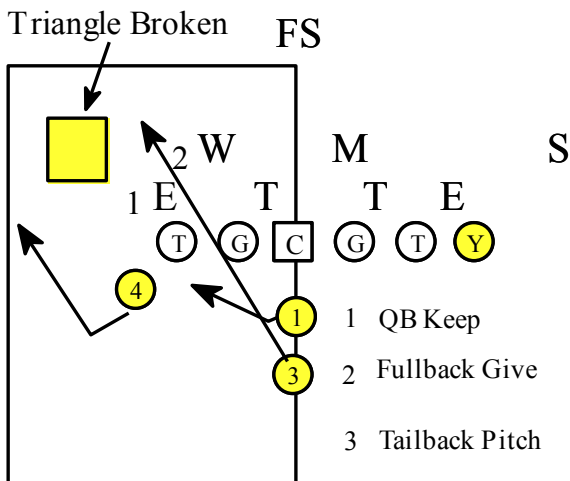 Triangle Broken
FS
2 W M S
1 E T T E
T G C G T Y
4
1 1 QB Keep
3 2 Fullback Give
3 Tailback Pitch